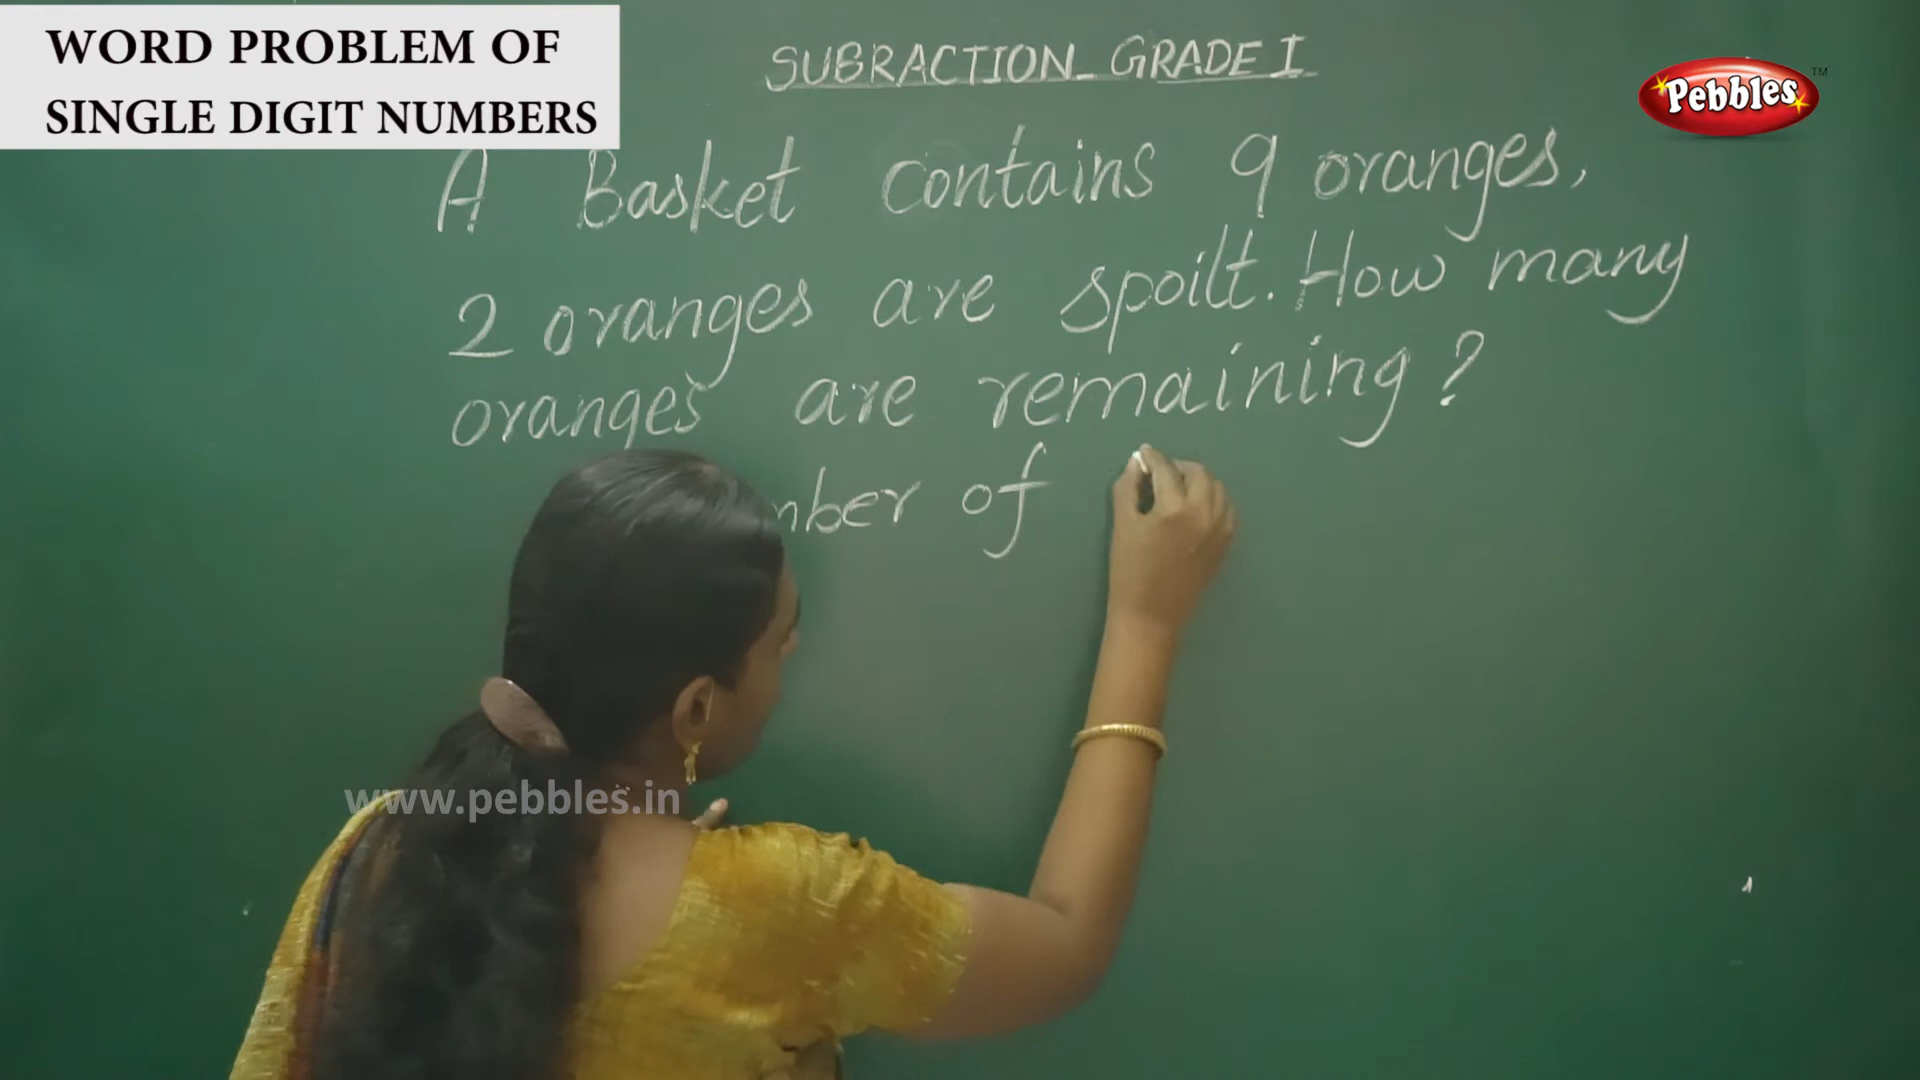 WORD PROBLEM OF
SINGLE DIGIT NUMBERS
SUBRACTION GRADE I
Pebbles TM
A Basket contains 9 oranges,
2 oranges are spoilt. How many
oranges are remaining?
of
www.pebbles.in